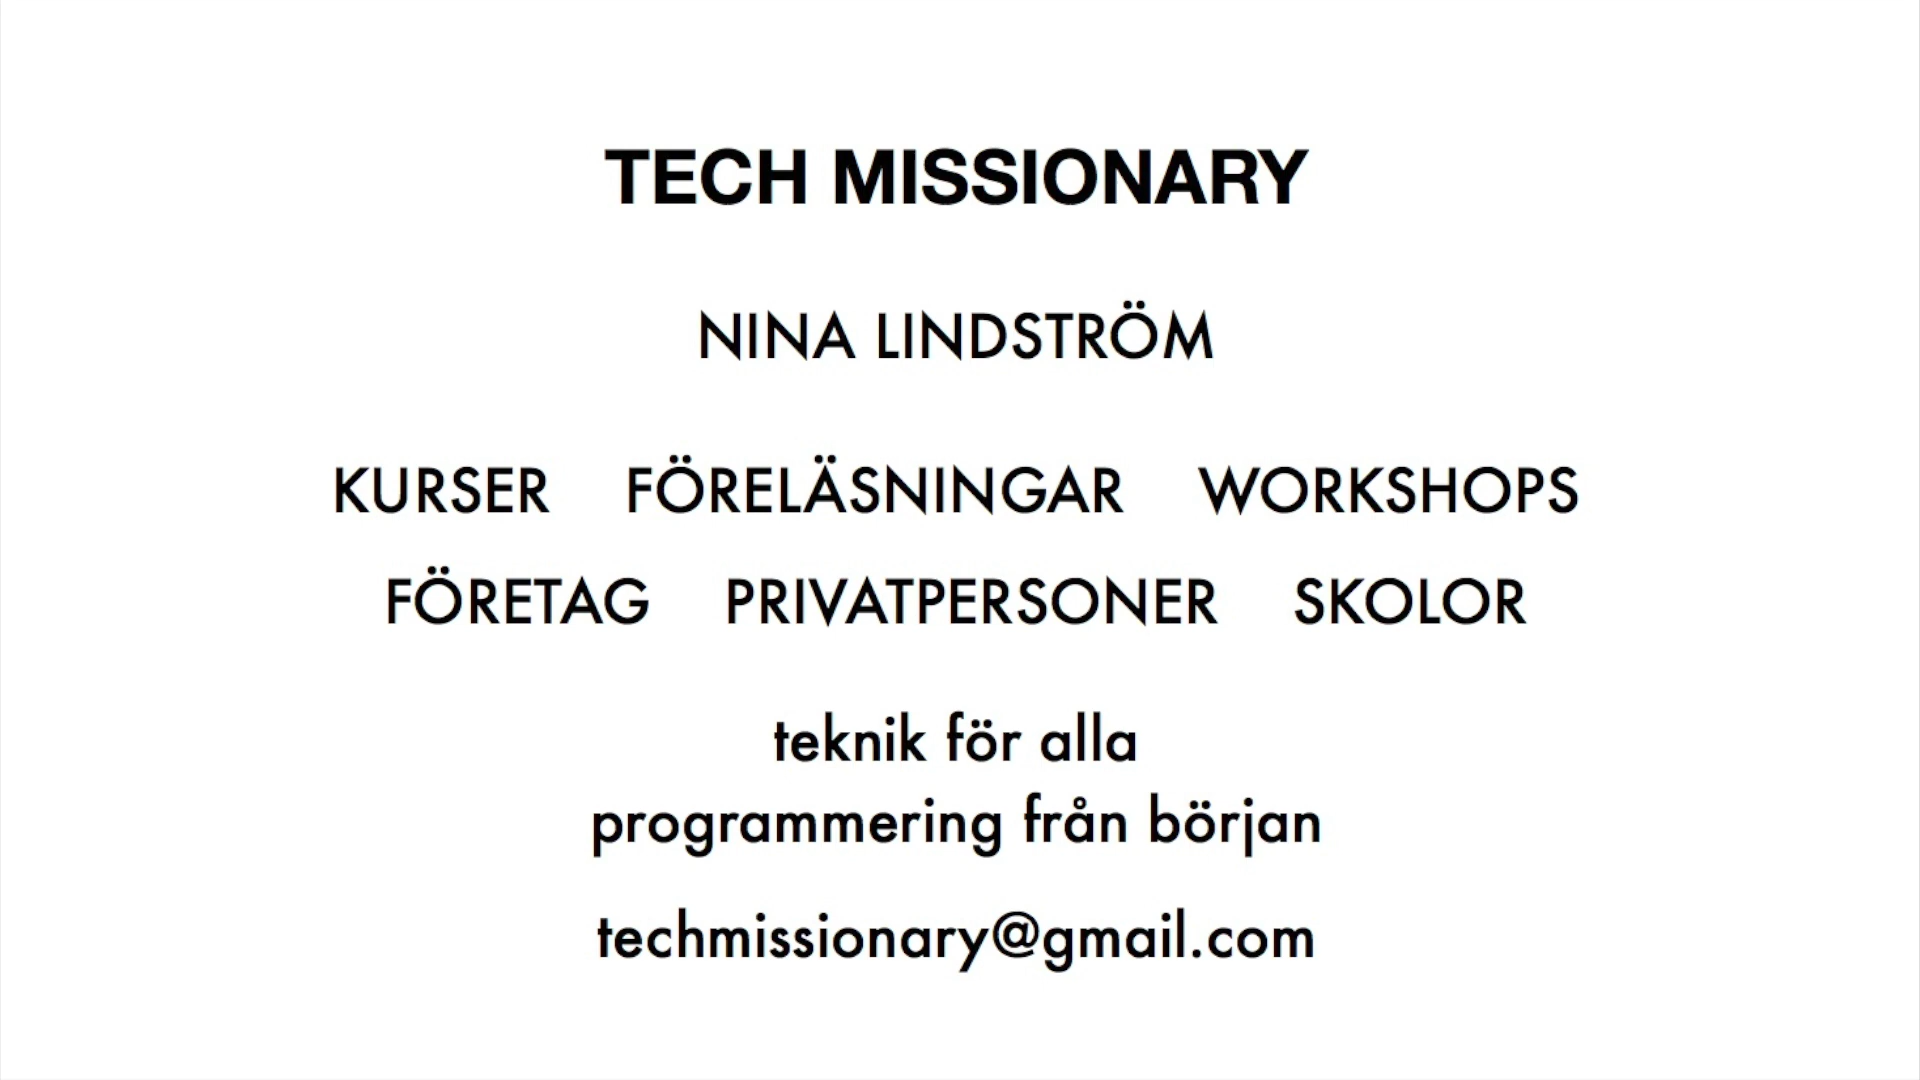 TECH MISSIONARY
NINA LINDSTRÖM
KURSER FÖRELÄSNINGAR WORKSHOPS
FÖRETAG PRIVATPERSONER SKOLOR
teknik för alla
programmering från början
techmissionary@gmail.com